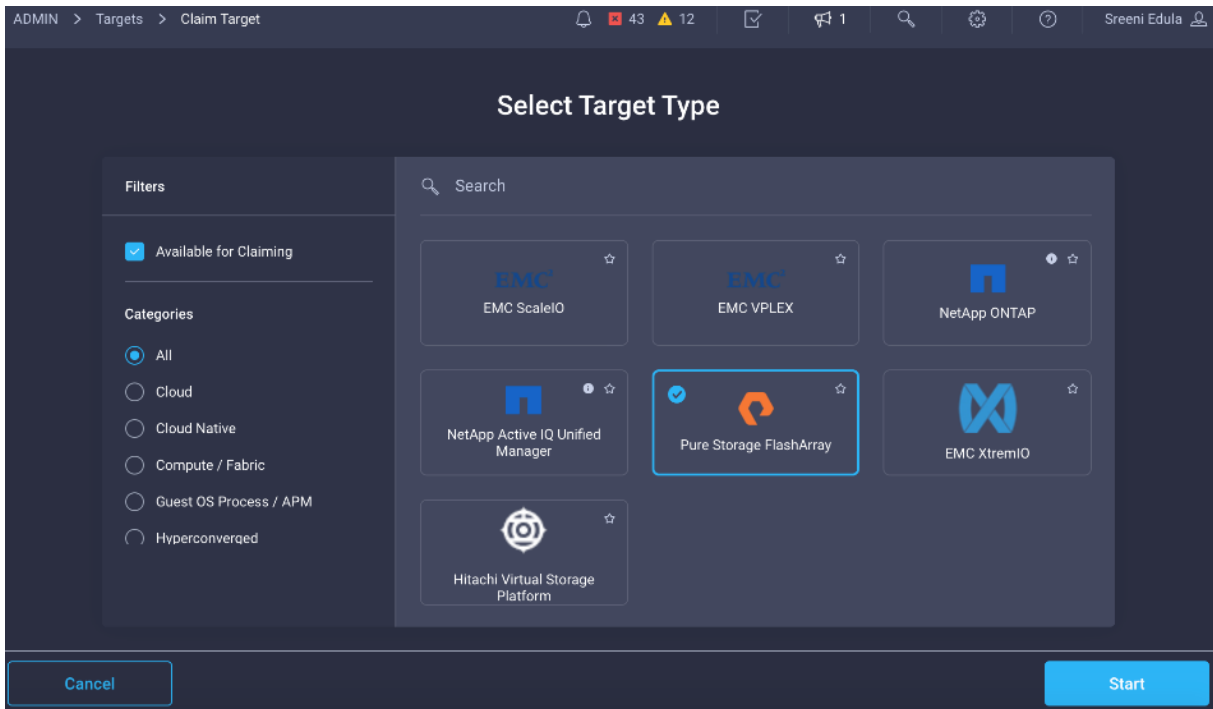 ADMIN > Targets > Claim Target 43 12 1 Sreeni Edula
Select Target Type
Filters
Available for Claiming
Categories
All
Cloud
Cloud Native
Compute / Fabric
Guest OS Process / APM
Hyperconverged
Search
EMC²
EMC ScaleIO
EMC²
EMC VPLEX
NetApp ONTAP
NetApp Active IQ Unified
Manager
Pure Storage FlashArray
EMC XtremIO
Hitachi Virtual Storage
Platform
Cancel
Start